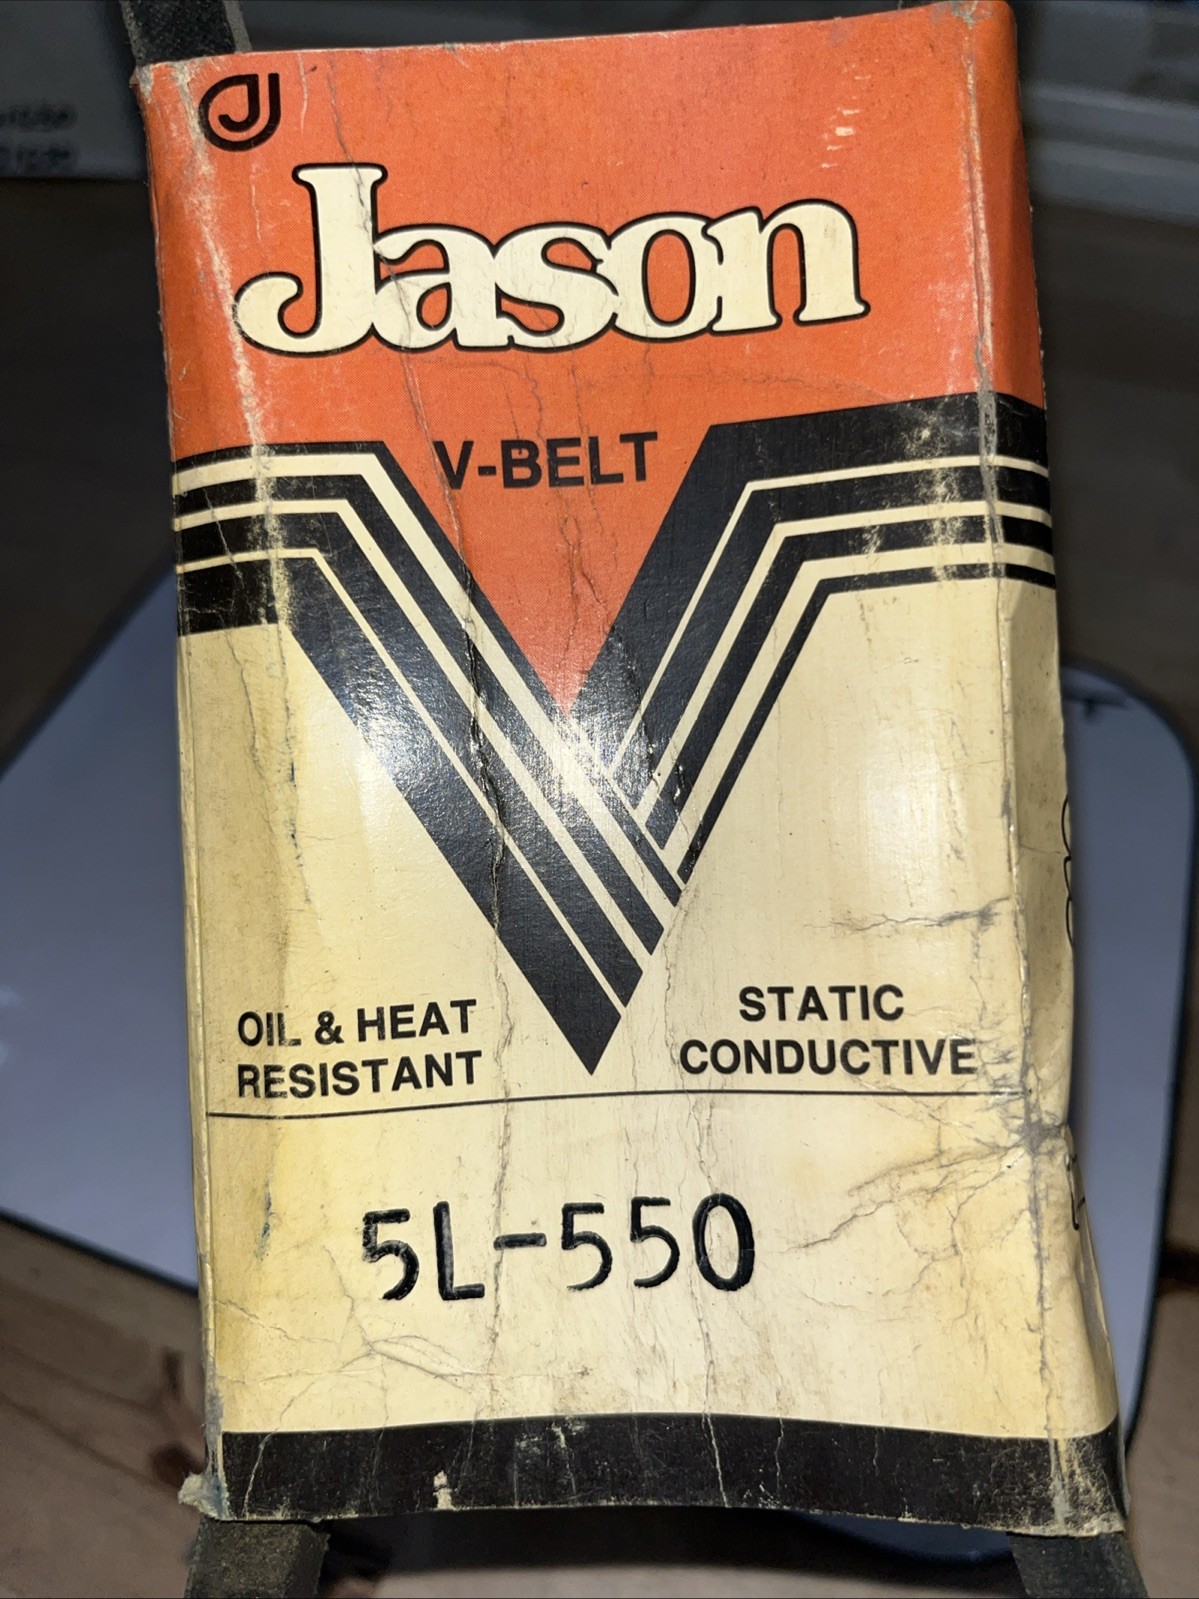 Jason
V-BELT
OIL & HEAT
RESISTANT
STATIC
CONDUCTIVE
5L-550